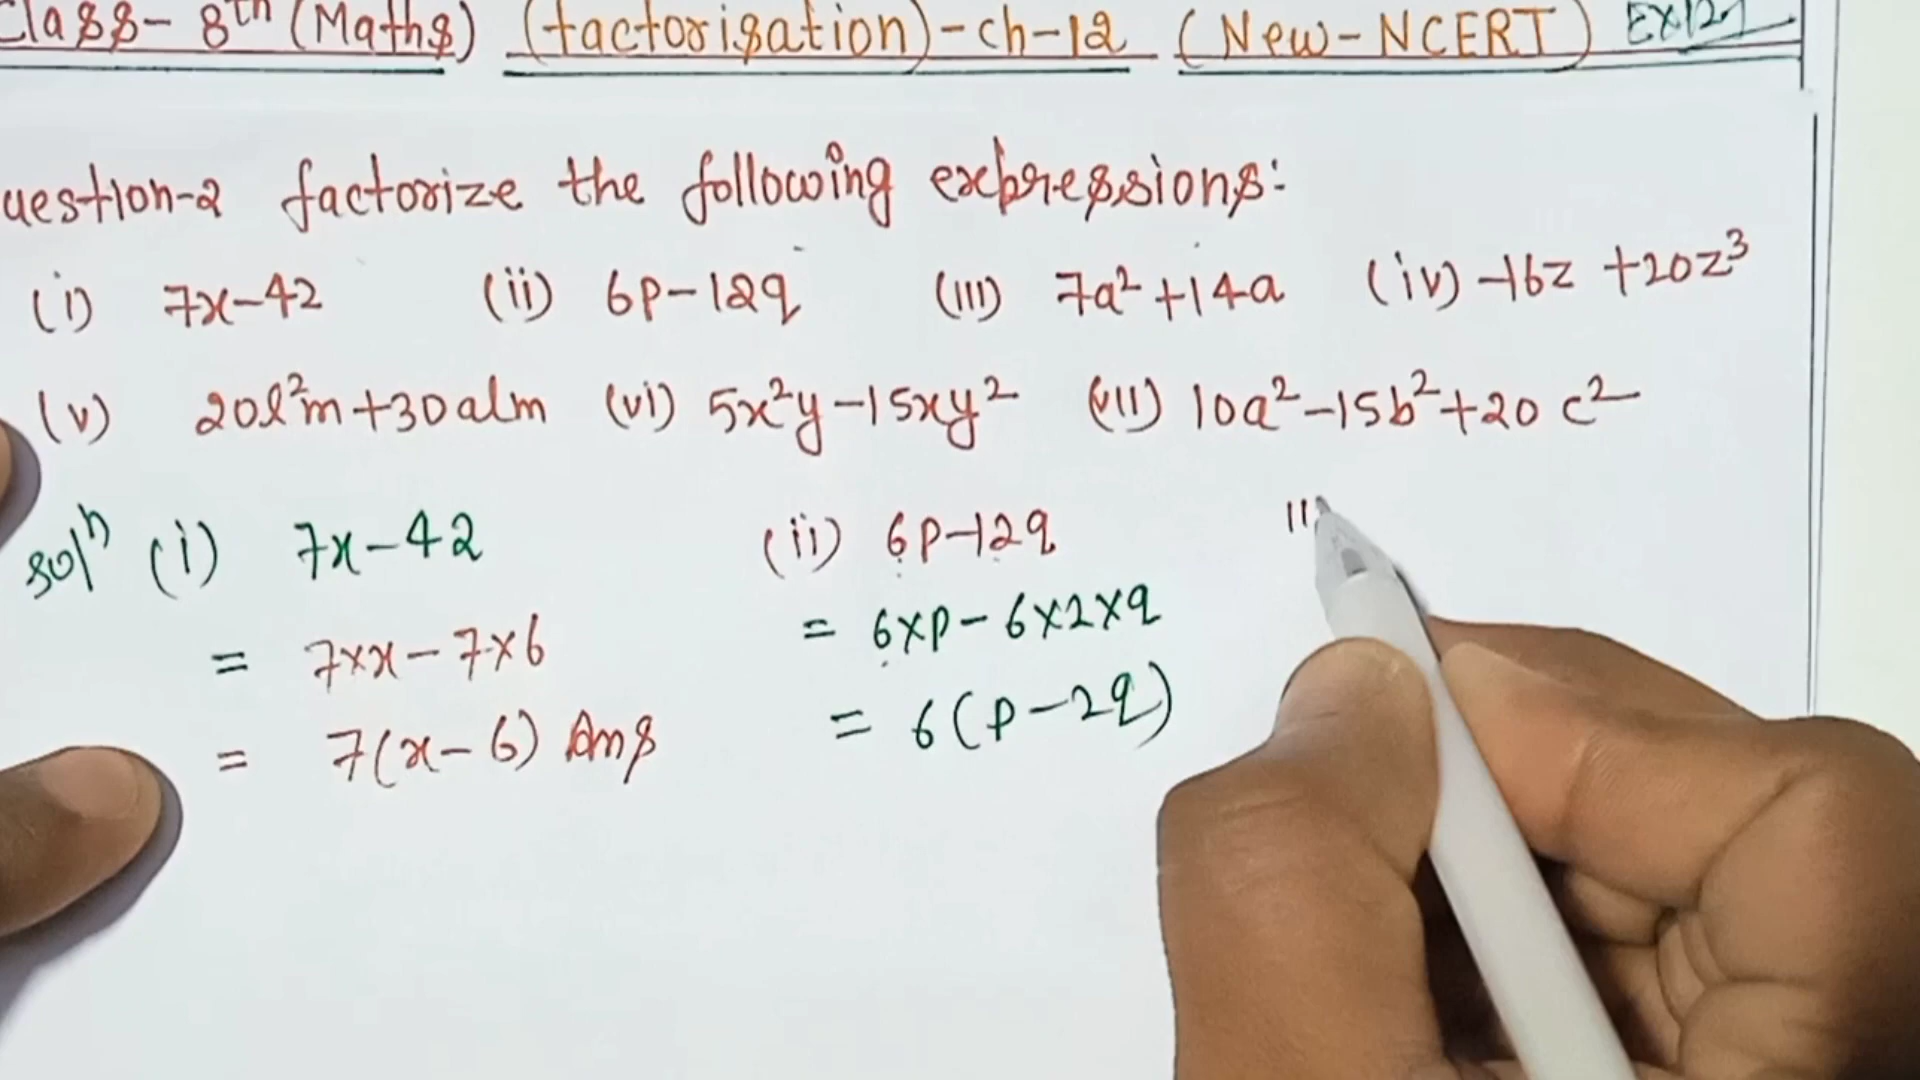 Class- 8th (Maths) (factorisation)-ch-12 (New-NCERT) EX12.1
uestion-2 factorize the following expressions:
(i) 7x-42 (ii) 6p-12q (iii) 7a²+14a (iv) -16z +20z³
(v) 20l²m+30alm (vi) 5x²y-15xy² (vii) 10a²-15b²+20c²
Solⁿ (i) 7x-42 (ii) 6p-12q iii
= 7×x-7×6 = 6×p-6×2×q
= 7(x-6) Ans = 6(p-2q)